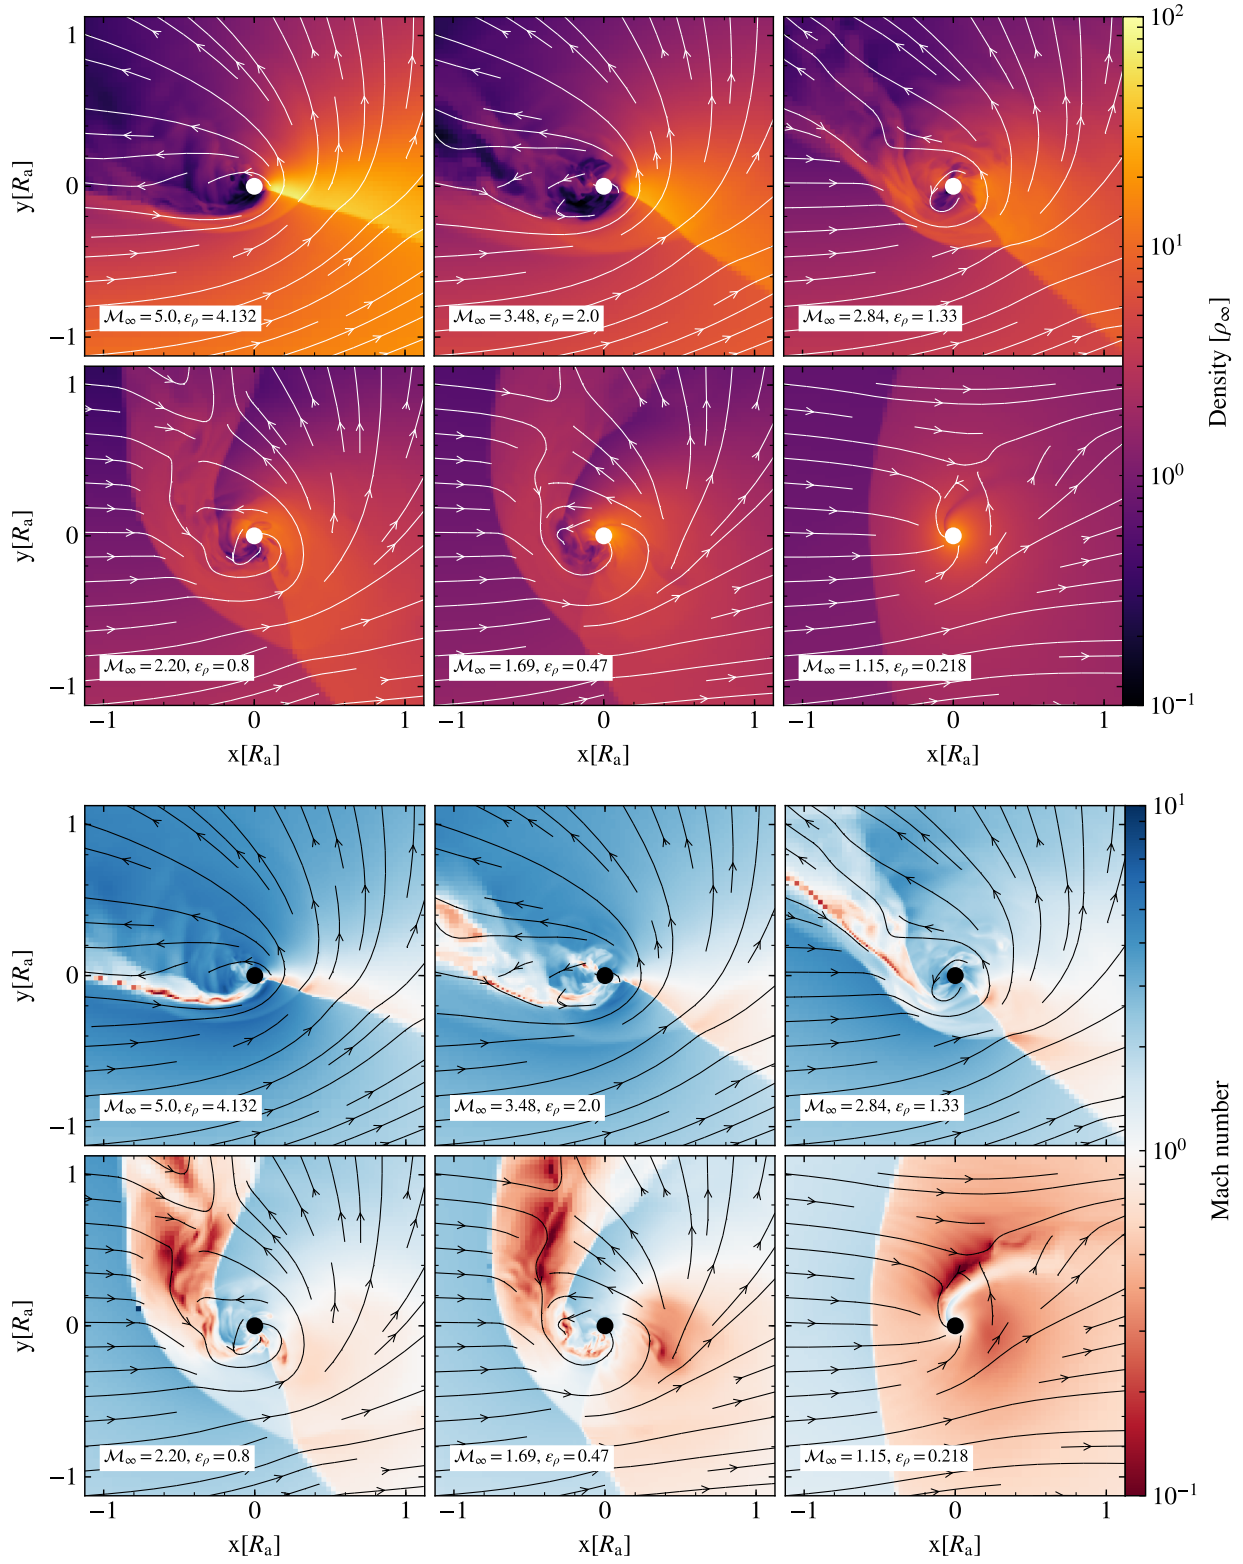 1
0
−1
y[Rₐ]
ℳ∞ = 5.0, ερ = 4.132
ℳ∞ = 3.48, ερ = 2.0
ℳ∞ = 2.84, ερ = 1.33
1
0
−1
y[Rₐ]
ℳ∞ = 2.20, ερ = 0.8
ℳ∞ = 1.69, ερ = 0.47
ℳ∞ = 1.15, ερ = 0.218
−1 0 1 −1 0 1 −1 0 1
x[Rₐ] x[Rₐ] x[Rₐ]
10²
10¹
10⁰
10⁻¹
Density [ρ∞]
1
0
−1
y[Rₐ]
ℳ∞ = 5.0, ερ = 4.132
ℳ∞ = 3.48, ερ = 2.0
ℳ∞ = 2.84, ερ = 1.33
1
0
−1
y[Rₐ]
ℳ∞ = 2.20, ερ = 0.8
ℳ∞ = 1.69, ερ = 0.47
ℳ∞ = 1.15, ερ = 0.218
−1 0 1 −1 0 1 −1 0 1
x[Rₐ] x[Rₐ] x[Rₐ]
10¹
10⁰
10⁻¹
Mach number